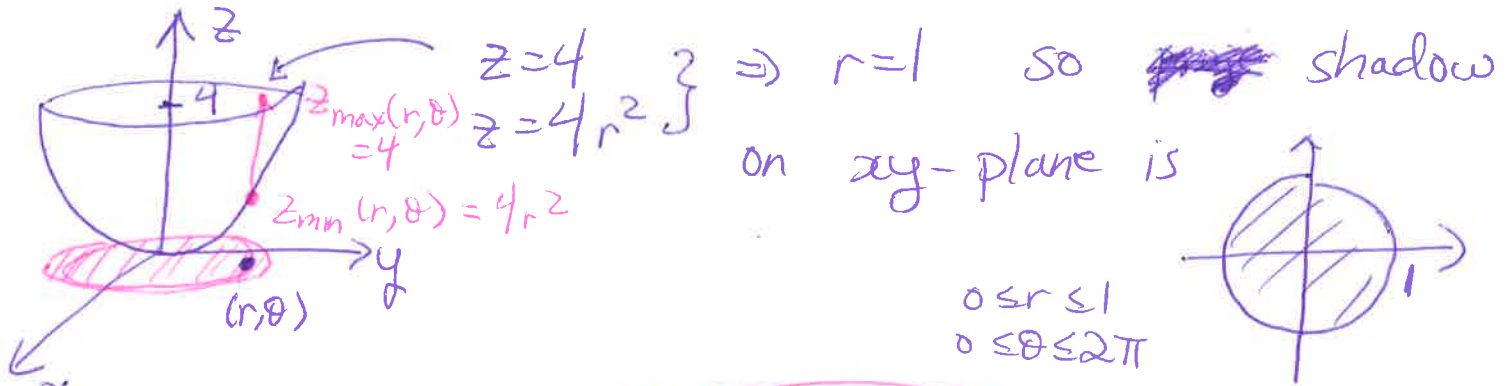 z
z=4
} ⇒ r=1 so shadow
4
z_max(r,θ)
=4
z=4r²
on xy-plane is
z_min(r,θ) = 4r²
y
(r,θ)
1
0≤r≤1
0≤θ≤2π